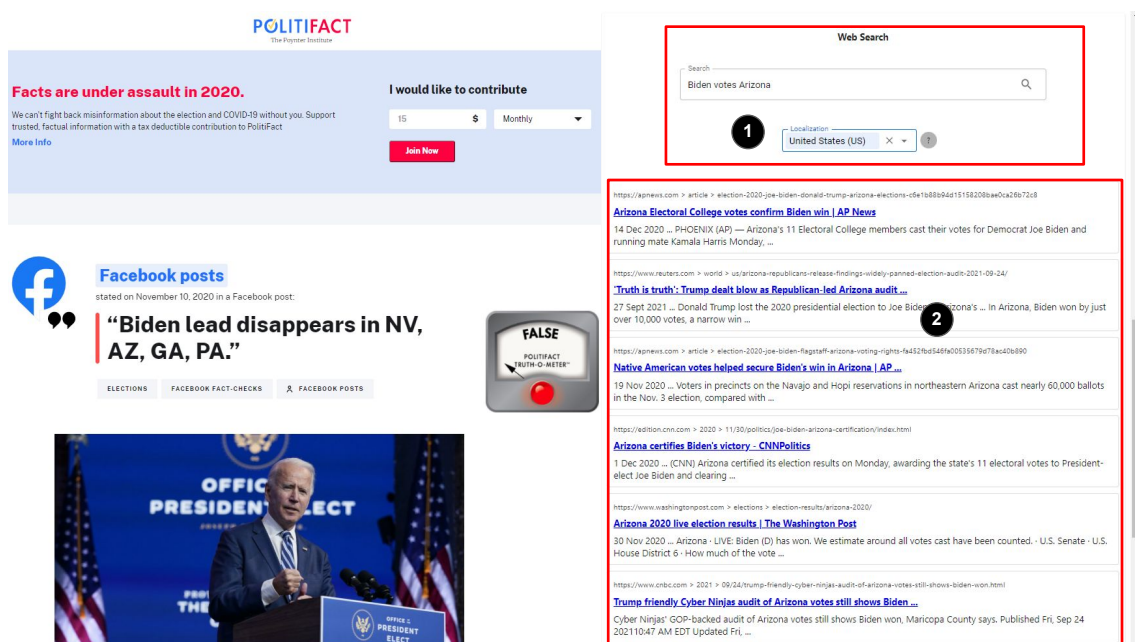 POLITIFACT
The Poynter Institute
Facts are under assault in 2020.
We can't fight back misinformation about the election and COVID-19 without you. Support
trusted, factual information with a tax deductible contribution to PolitiFact
More Info
I would like to contribute
15 $ Monthly
Join Now
Facebook posts
stated on November 10, 2020 in a Facebook post:
"Biden lead disappears in NV,
AZ, GA, PA."
ELECTIONS FACEBOOK FACT-CHECKS FACEBOOK POSTS
FALSE
POLITIFACT
TRUTH-O-METER™
OFFIC
PRESIDEN ELECT
THE
OFFICE of
PRESIDENT
ELECT
Web Search
Search
Biden votes Arizona
1
Localization
United States (US)
https://apnews.com > article > election-2020-joe-biden-donald-trump-arizona-elections-c6e1b88b94d15158208bae0ca26b72c8
Arizona Electoral College votes confirm Biden win | AP News
14 Dec 2020 ... PHOENIX (AP) — Arizona's 11 Electoral College members cast their votes for Democrat Joe Biden and
running mate Kamala Harris Monday, ...
https://www.reuters.com > world > us/arizona-republicans-release-findings-widely-panned-election-audit-2021-09-24/
'Truth is truth': Trump dealt blow as Republican-led Arizona audit ...
27 Sept 2021 ... Donald Trump lost the 2020 presidential election to Joe Biden rizona's ... In Arizona, Biden won by just
2
over 10,000 votes, a narrow win ...
https://apnews.com > article > election-2020-joe-biden-flagstaff-arizona-voting-rights-fa452fbd546fa00535679d78ac40b890
Native American votes helped secure Biden's win in Arizona | AP ...
19 Nov 2020 ... Voters in precincts on the Navajo and Hopi reservations in northeastern Arizona cast nearly 60,000 ballots
in the Nov. 3 election, compared with ...
https://edition.cnn.com > 2020 > 11/30/politics/joe-biden-arizona-certification/index.html
Arizona certifies Biden's victory - CNNPolitics
1 Dec 2020 ... (CNN) Arizona certified its election results on Monday, awarding the state's 11 electoral votes to President-
elect Joe Biden and clearing ...
https://www.washingtonpost.com > elections > election-results/arizona-2020/
Arizona 2020 live election results | The Washington Post
30 Nov 2020 ... Arizona · LIVE: Biden (D) has won. We estimate around all votes cast have been counted. · U.S. Senate · U.S.
House District 6 · How much of the vote ...
https://www.cnbc.com > 2021 > 09/24/trump-friendly-cyber-ninjas-audit-of-arizona-votes-still-shows-biden-won.html
Trump friendly Cyber Ninjas audit of Arizona votes still shows Biden ...
Cyber Ninjas' GOP-backed audit of Arizona votes still shows Biden won, Maricopa County says. Published Fri, Sep 24
202110:47 AM EDT Updated Fri, ...